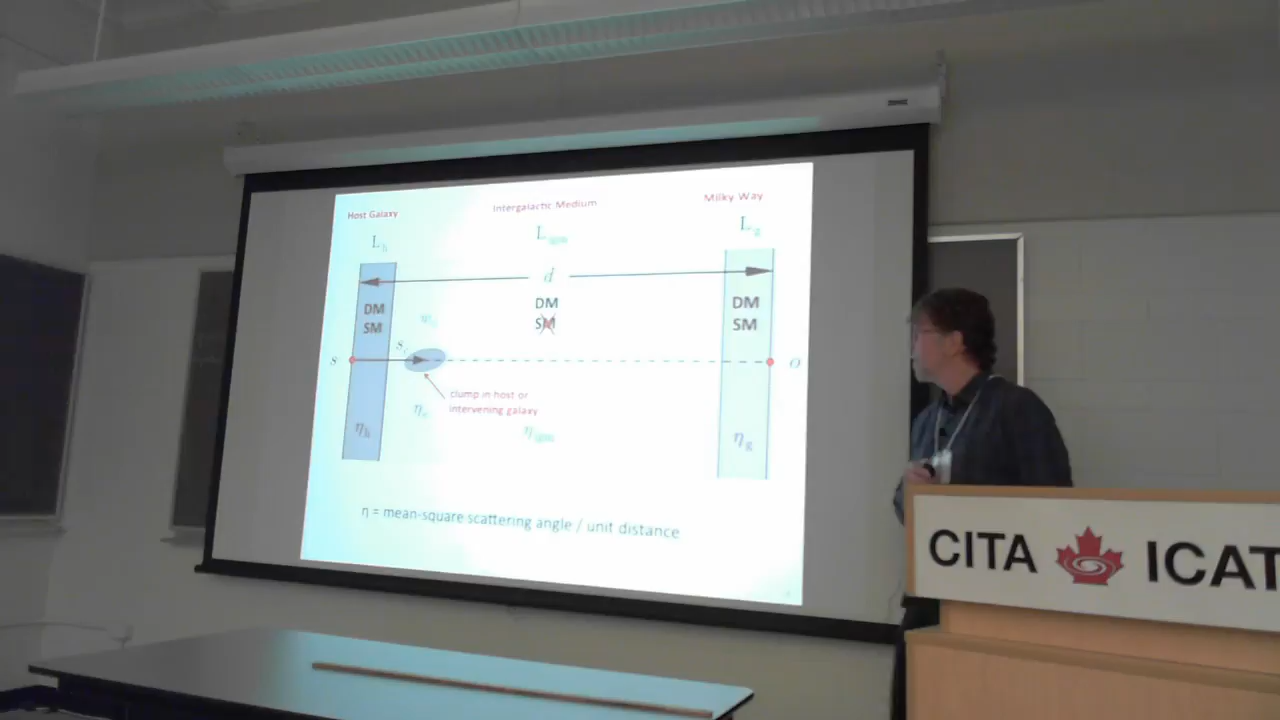 Host Galaxy
Intergalactic Medium
Milky Way
L_h
L_igm
L_g
d
DM
SM
DM
SM
DM
SM
s
o
clump in host or
intervening galaxy
η_h
η_c
η_igm
η_g
η = mean-square scattering angle / unit distance
CITA ICAT